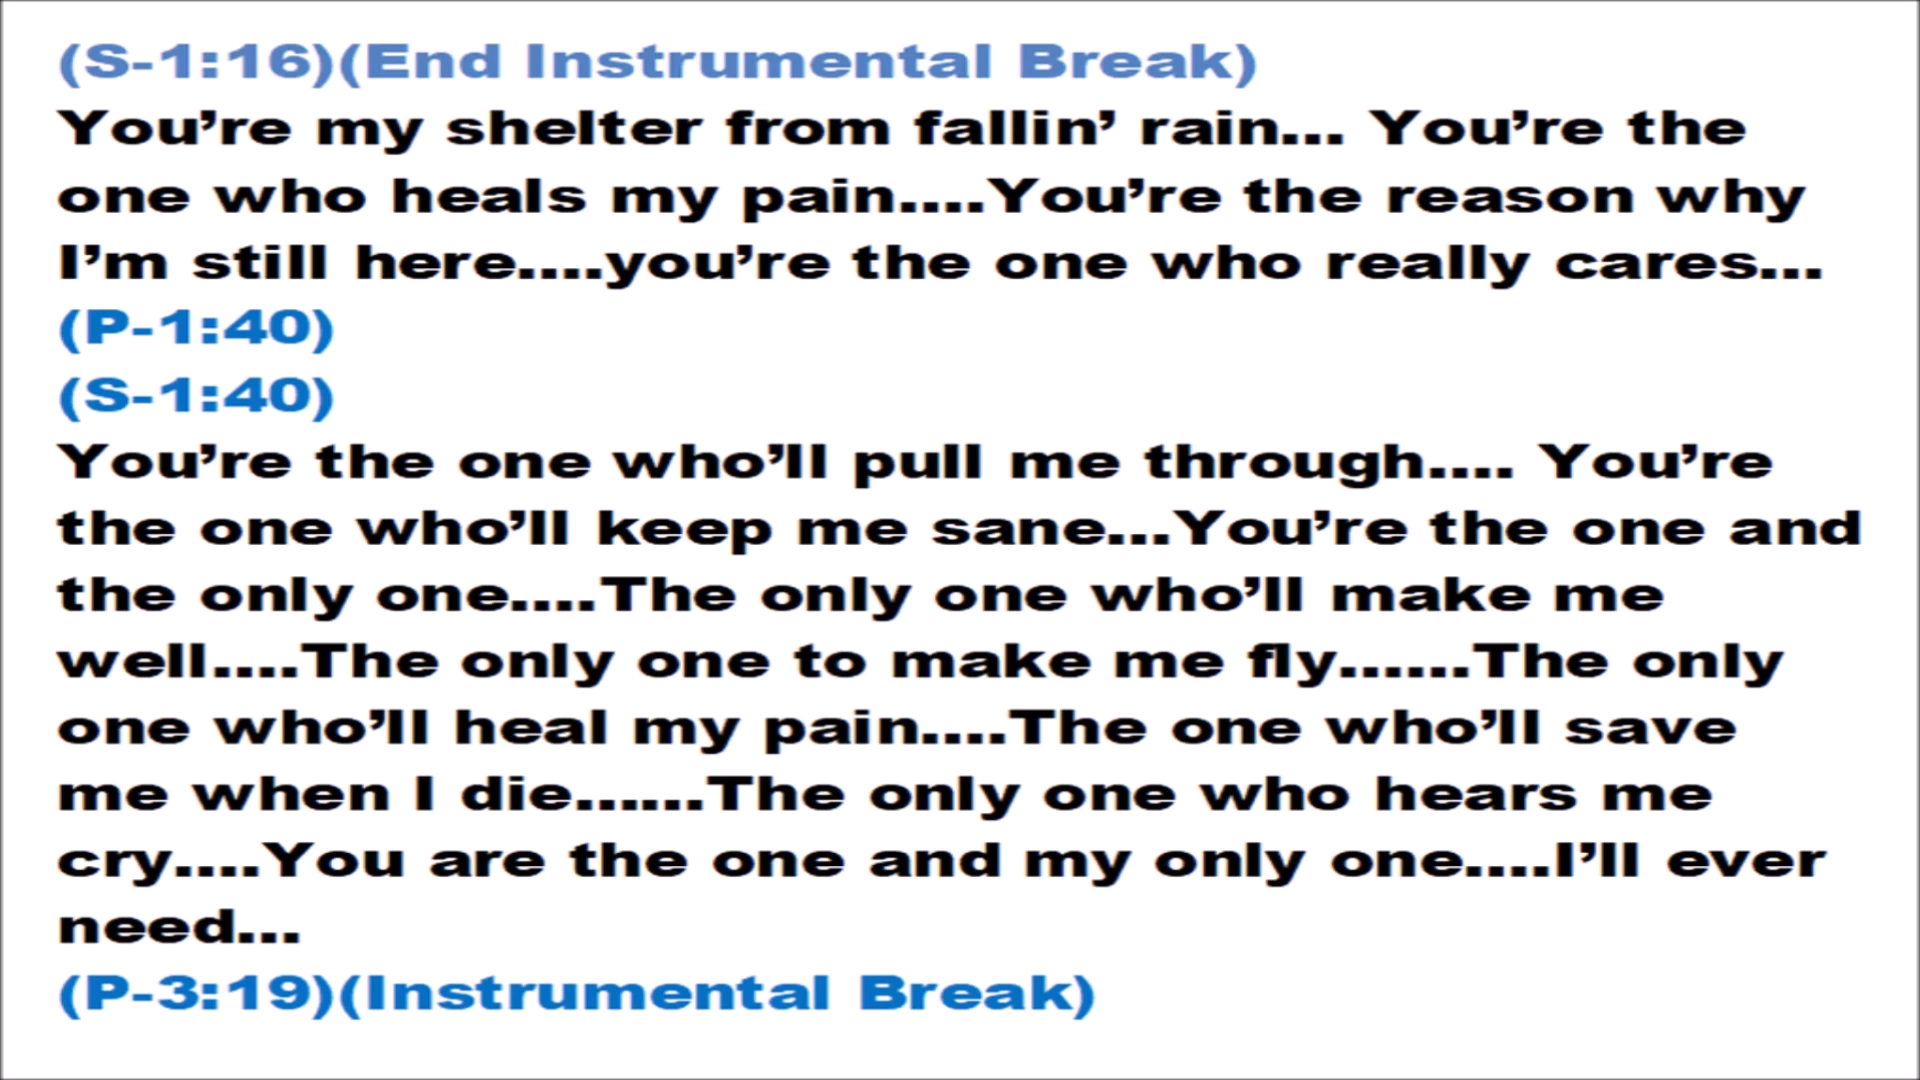 (S-1:16)(End Instrumental Break)
You’re my shelter from fallin’ rain... You’re the
one who heals my pain....You’re the reason why
I’m still here....you’re the one who really cares...
(P-1:40)
(S-1:40)
You’re the one who’ll pull me through.... You’re
the one who’ll keep me sane...You’re the one and
the only one....The only one who’ll make me
well....The only one to make me fly......The only
one who’ll heal my pain....The one who’ll save
me when I die......The only one who hears me
cry....You are the one and my only one....I’ll ever
need...
(P-3:19)(Instrumental Break)